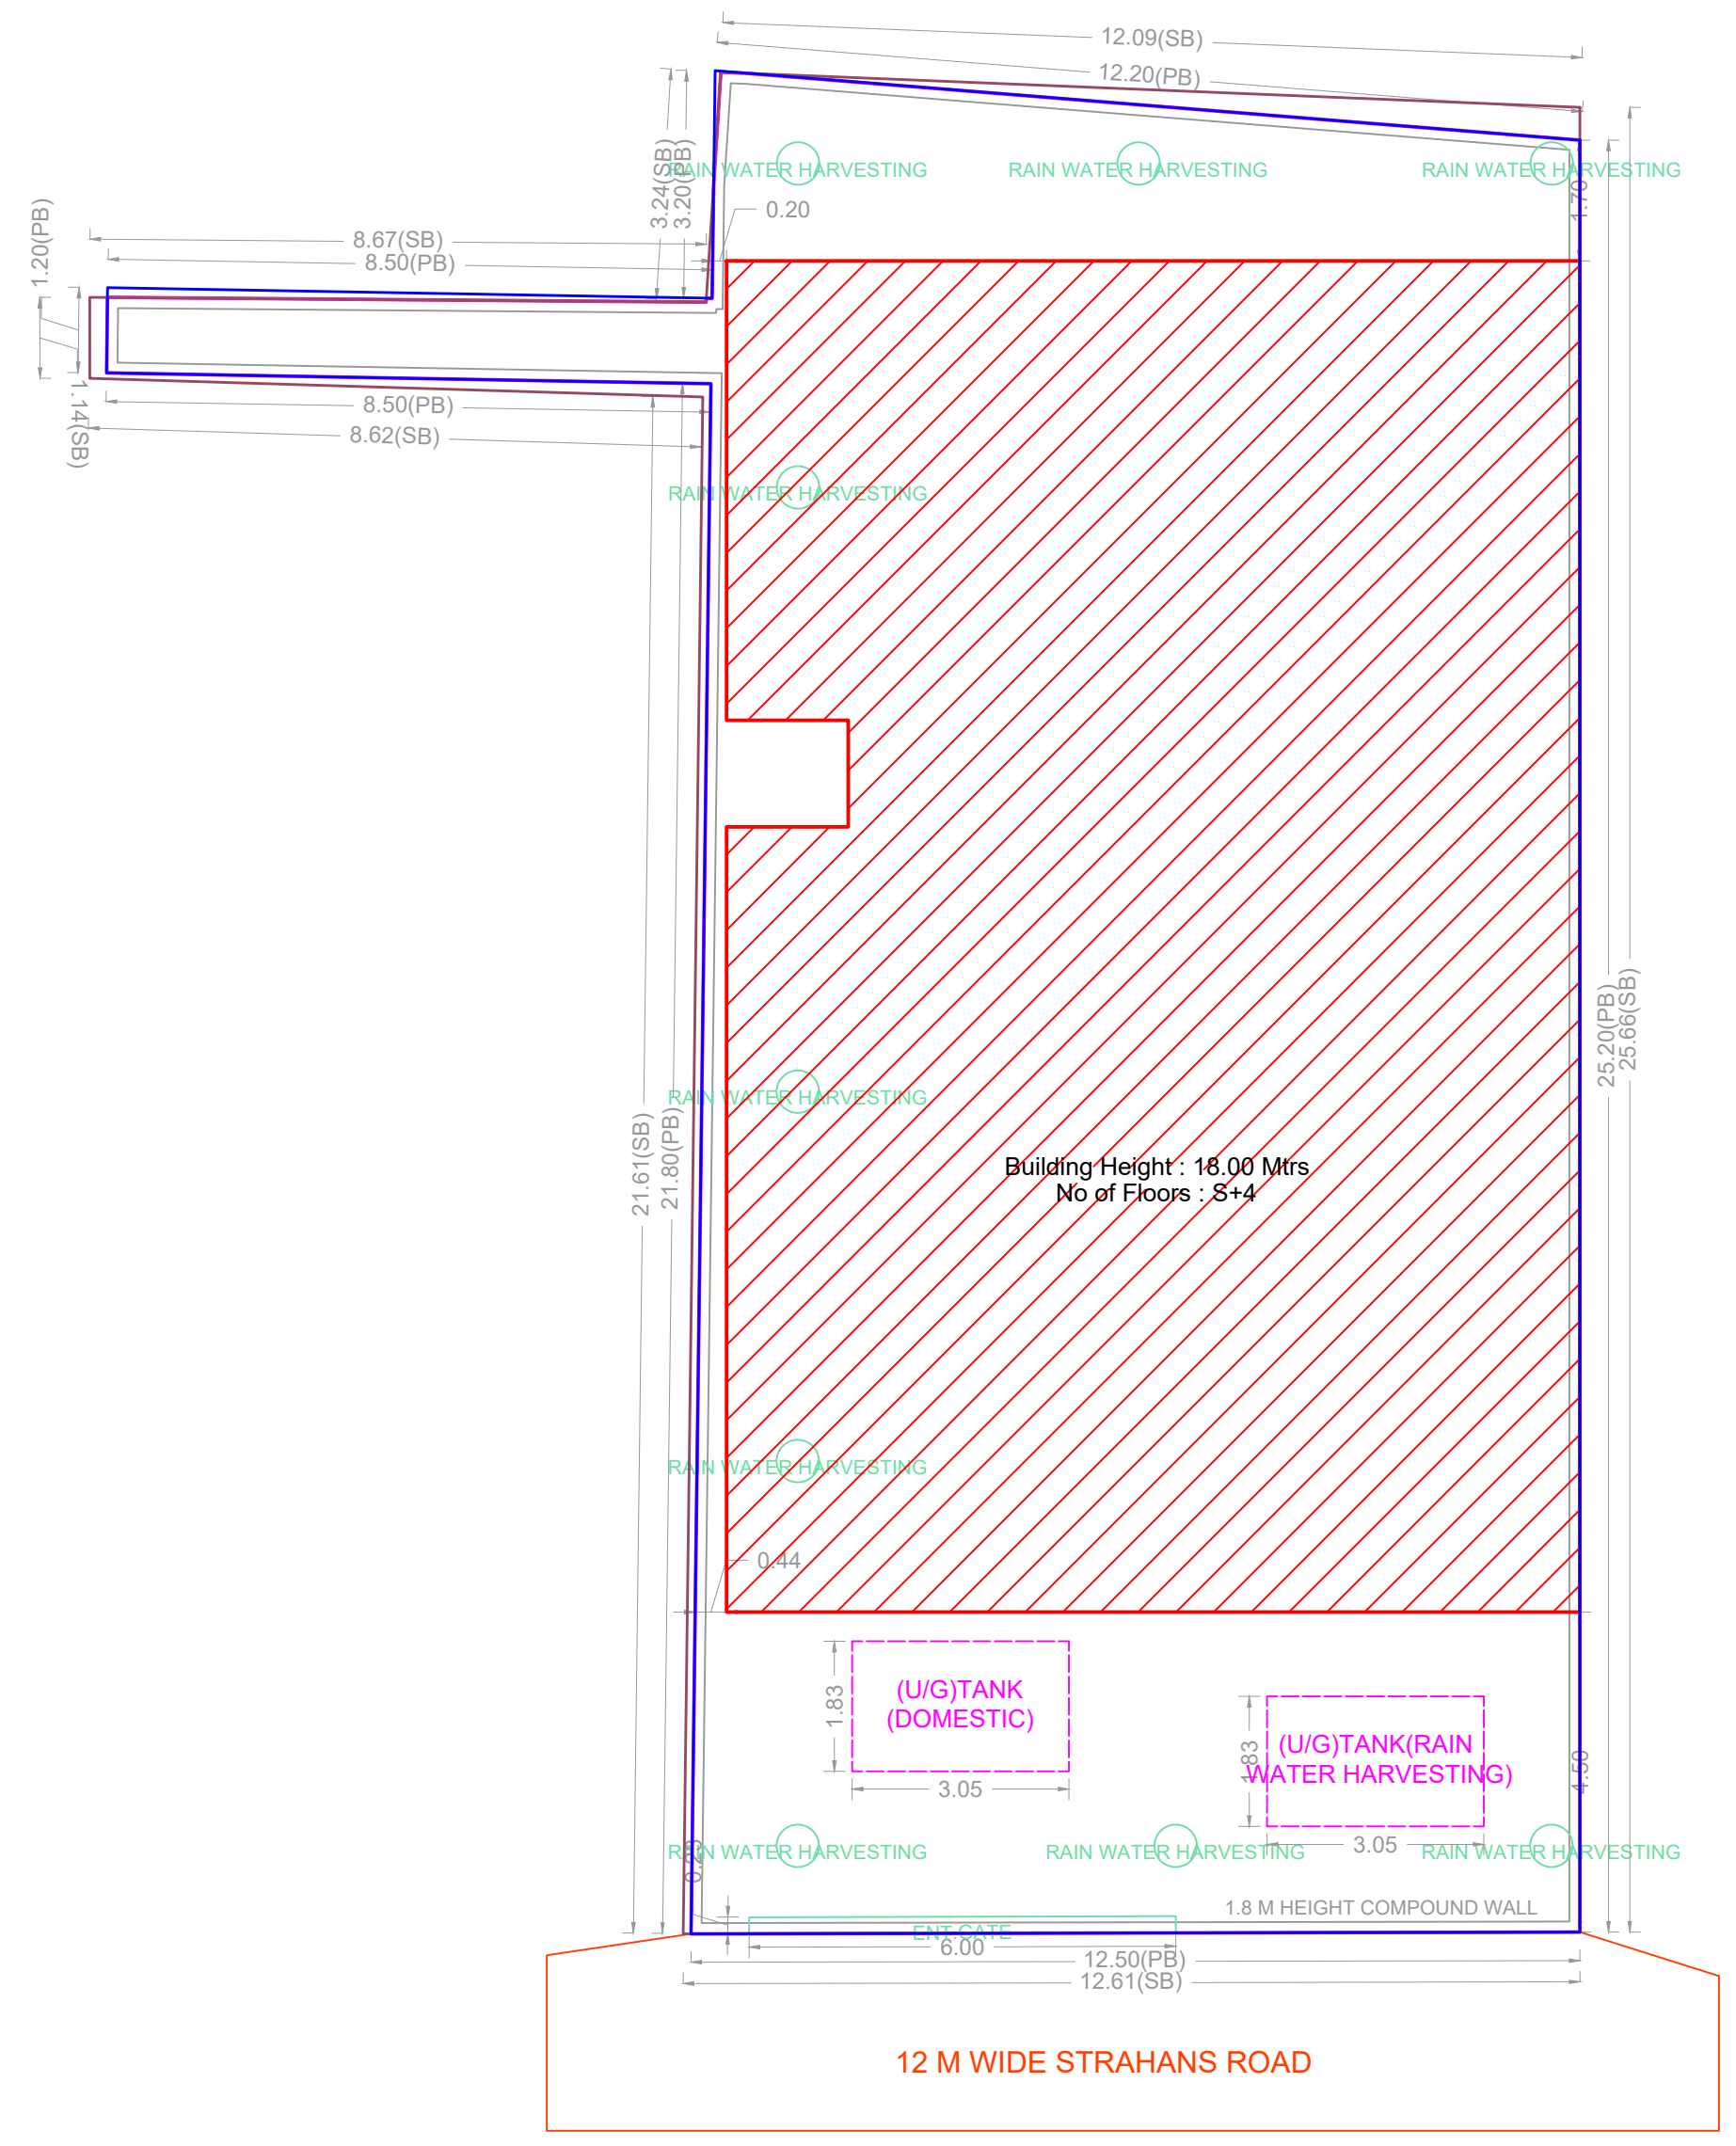 12.09(SB)
12.20(PB)
3.24(SB)
3.20(PB)
RAIN WATER HARVESTING
RAIN WATER HARVESTING
RAIN WATER HARVESTING
1.70
0.20
1.20(PB)
8.67(SB)
8.50(PB)
1.14(SB)
8.50(PB)
8.62(SB)
RAIN WATER HARVESTING
25.20(PB)
25.66(SB)
RAIN WATER HARVESTING
21.61(SB)
21.80(PB)
Building Height : 18.00 Mtrs
No of Floors : S+4
RAIN WATER HARVESTING
0.44
1.83
(U/G)TANK
(DOMESTIC)
3.05
1.83
(U/G)TANK(RAIN
WATER HARVESTING)
3.05
4.50
RAIN WATER HARVESTING
RAIN WATER HARVESTING
RAIN WATER HARVESTING
1.8 M HEIGHT COMPOUND WALL
ENT.GATE
6.00
12.50(PB)
12.61(SB)
12 M WIDE STRAHANS ROAD